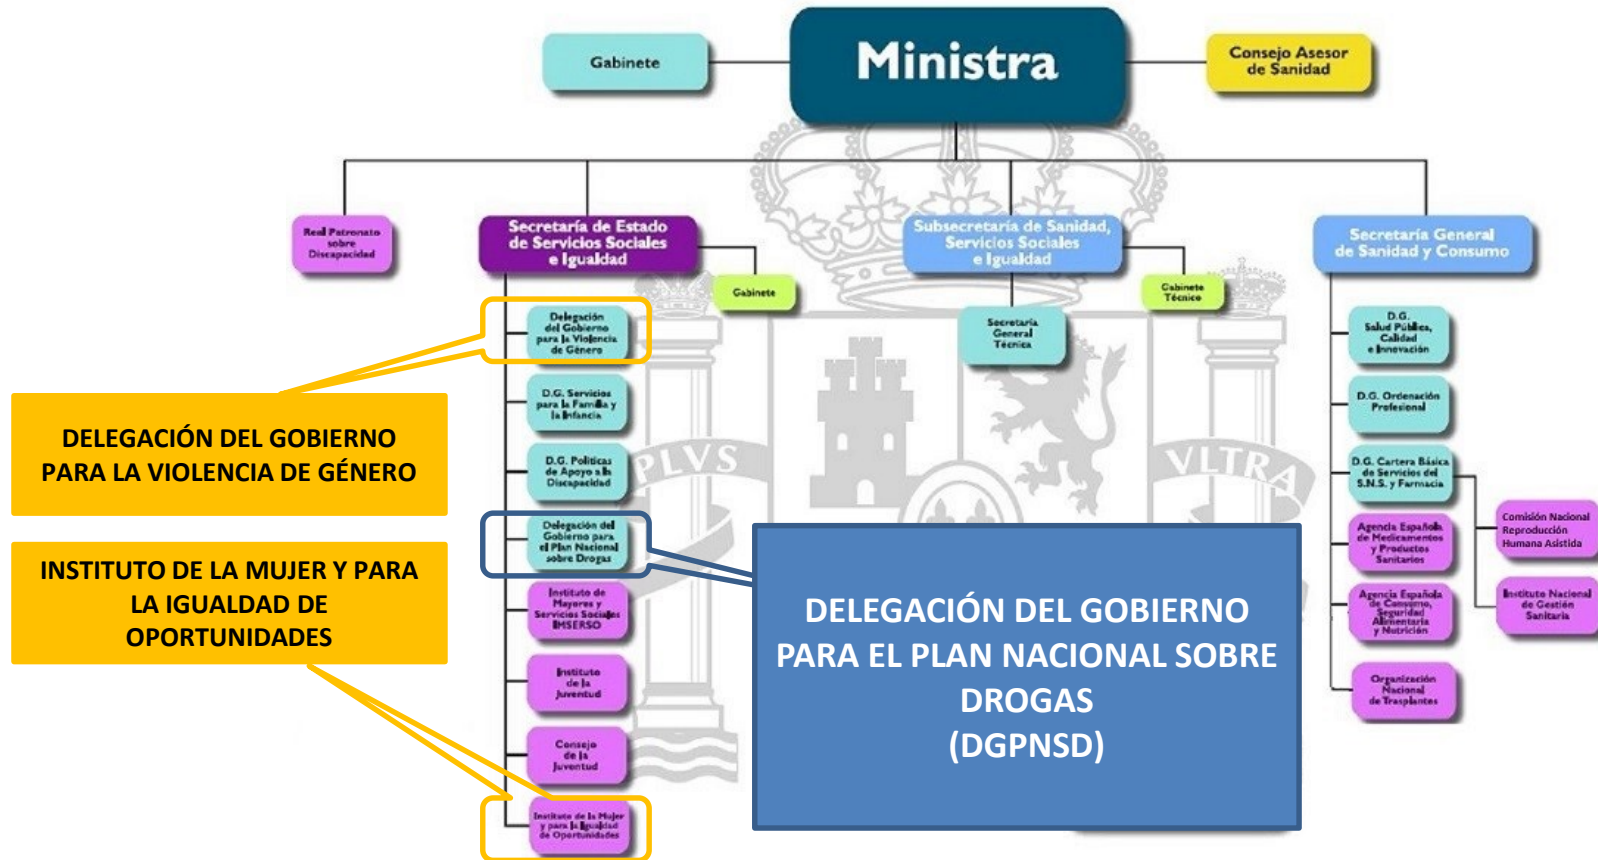 Ministra
Gabinete
Consejo Asesor
de Sanidad
Real Patronato
sobre
Discapacidad
Secretaría de Estado
de Servicios Sociales
e Igualdad
Subsecretaría de Sanidad,
Servicios Sociales
e Igualdad
Secretaría General
de Sanidad y Consumo
Gabinete
Gabinete
Técnico
Secretaría
General
Técnica
Delegación
del Gobierno
para la Violencia
de Género
D.G. Servicios
para la Familia y
la Infancia
D.G. Políticas
de Apoyo a la
Discapacidad
Delegación del
Gobierno para
el Plan Nacional
sobre Drogas
Instituto de
Mayores y
Servicios Sociales
IMSERSO
Instituto
de la
Juventud
Consejo
de la
Juventud
Instituto de la Mujer
y para la Igualdad
de Oportunidades
D.G.
Salud Pública,
Calidad
e Innovación
D.G. Ordenación
Profesional
D.G. Cartera Básica
de Servicios del
S.N.S. y Farmacia
Agencia Española
de Medicamentos
y Productos
Sanitarios
Agencia Española
de Consumo,
Seguridad
Alimentaria
y Nutrición
Organización
Nacional
de Trasplantes
Comisión Nacional
Reproducción
Humana Asistida
Instituto Nacional
de Gestión
Sanitaria
DELEGACIÓN DEL GOBIERNO
PARA LA VIOLENCIA DE GÉNERO
INSTITUTO DE LA MUJER Y PARA
LA IGUALDAD DE
OPORTUNIDADES
DELEGACIÓN DEL GOBIERNO
PARA EL PLAN NACIONAL SOBRE
DROGAS
(DGPNSD)
PLVS
VLTRA